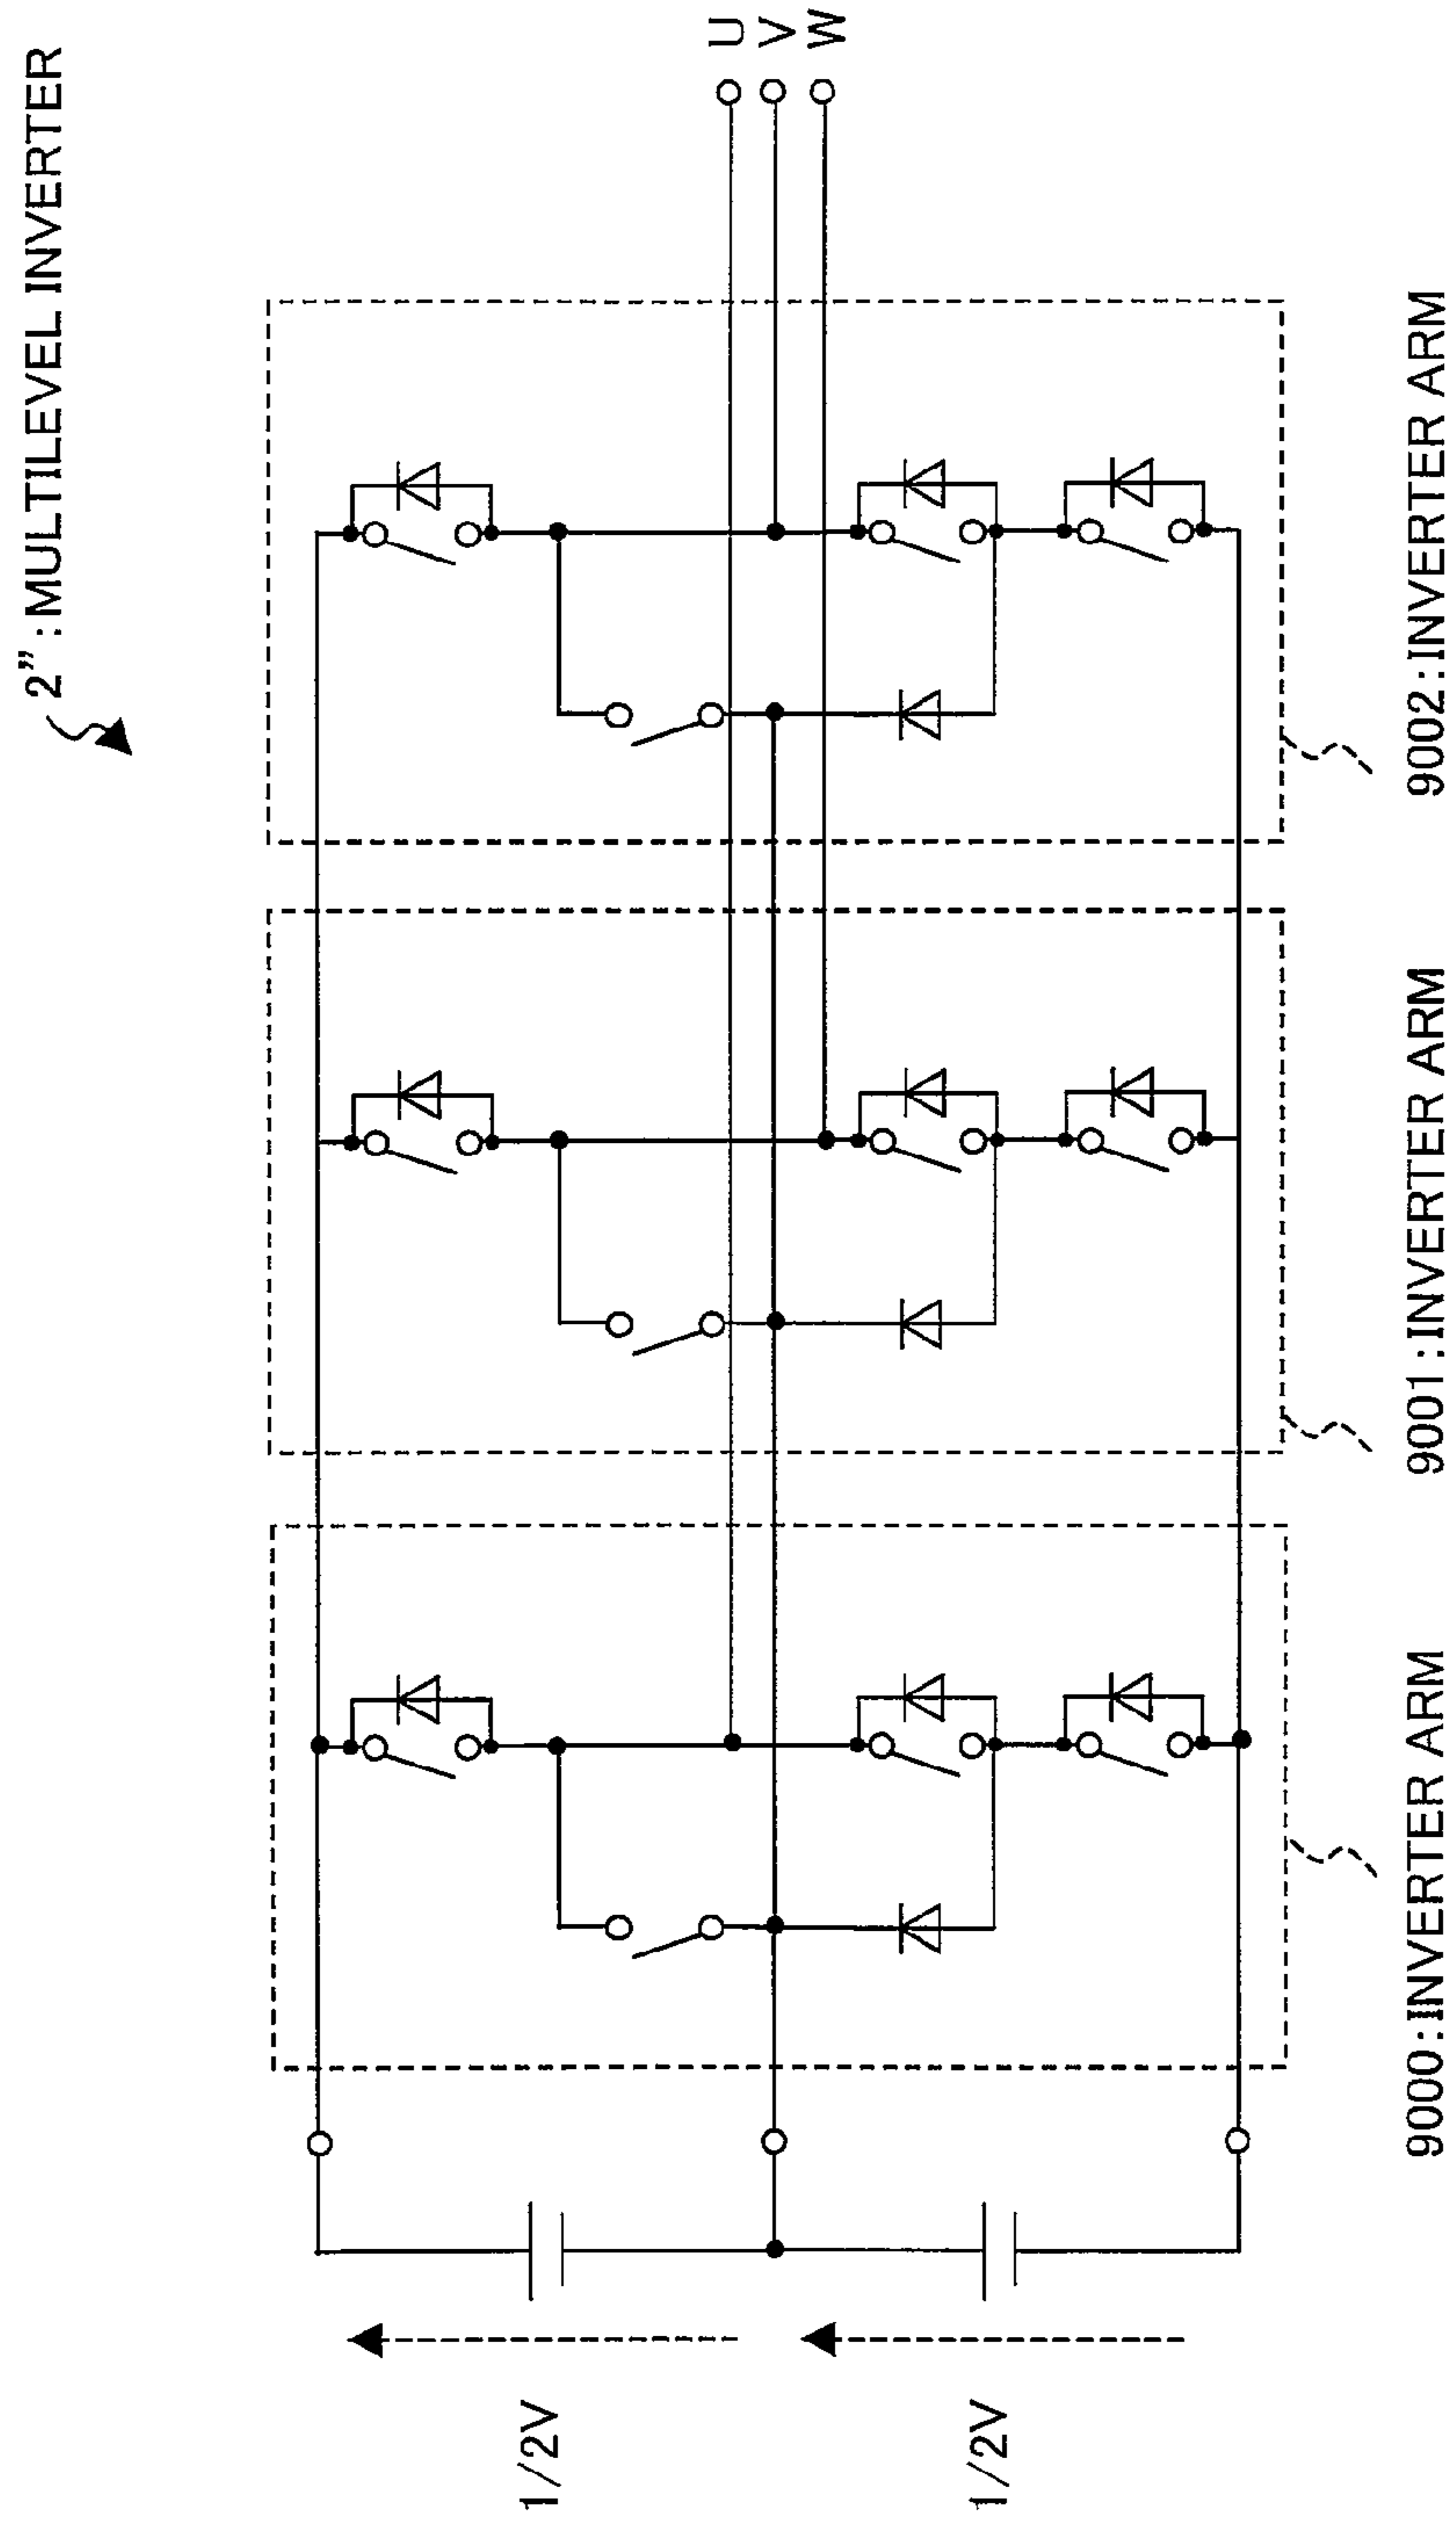 2":MULTILEVEL INVERTER
1/2V
1/2V
U
V
W
9000:INVERTER ARM
9001:INVERTER ARM
9002:INVERTER ARM